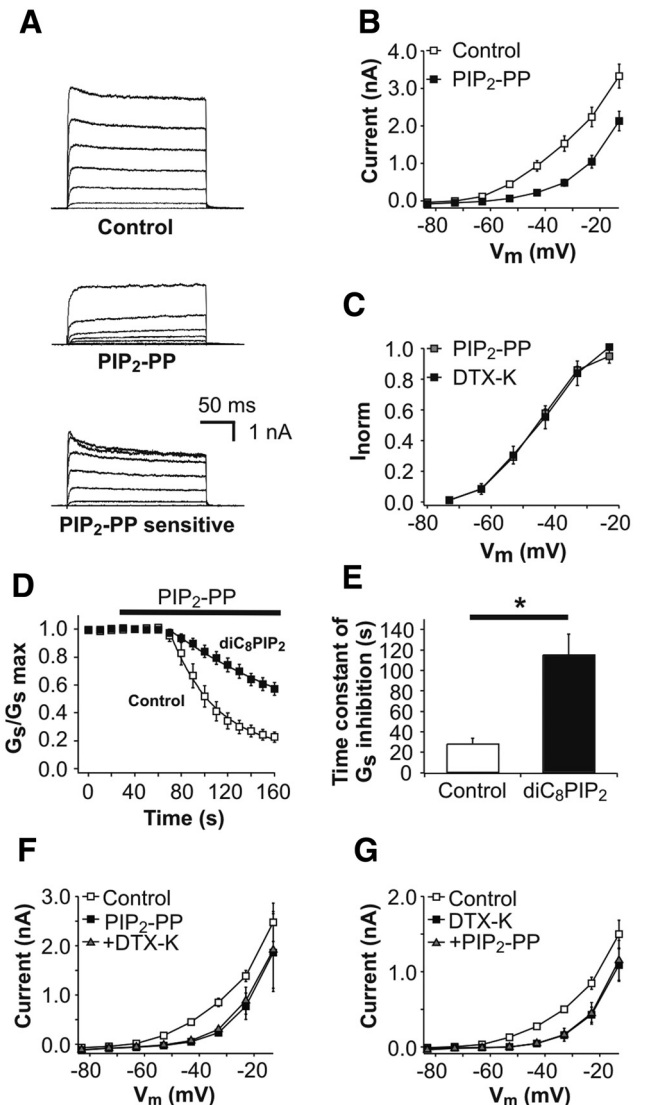 A
Control
PIP2-PP
50 ms
1 nA
PIP2-PP sensitive
B
Control
PIP2-PP
4.0
3.0
2.0
1.0
0.0
Current (nA)
-80 -60 -40 -20
Vm (mV)
C
PIP2-PP
DTX-K
1.0
0.8
0.6
0.4
0.2
0.0
Inorm
-80 -60 -40 -20
Vm (mV)
D
PIP2-PP
diC8PIP2
Control
1.0
0.8
0.6
0.4
0.2
0.0
Gs/Gs max
0 40 80 120 160
Time (s)
E
*
140
120
100
80
60
40
20
0
Time constant of
Gs inhibition (s)
Control diC8PIP2
F
Control
PIP2-PP
+DTX-K
3.0
2.0
1.0
0.0
Current (nA)
-80 -60 -40 -20
Vm (mV)
G
Control
DTX-K
+PIP2-PP
2.0
1.0
0.0
Current (nA)
-80 -60 -40 -20
Vm (mV)